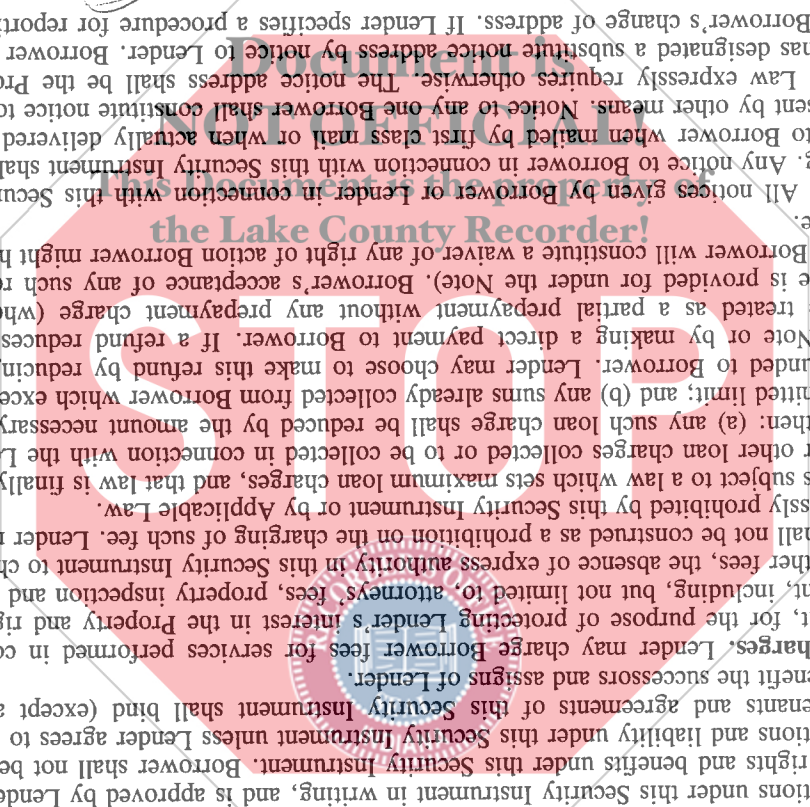 tions under this Security Instrument in writing, and is approved by Lende
rights and benefits under this Security Instrument. Borrower shall not be
tions and liability under this Security Instrument unless Lender agrees to
enants and agreements of this Security Instrument shall bind (except a
enefit the successors and assigns of Lender.
harges. Lender may charge Borrower fees for services performed in co
t, for the purpose of protecting Lender's interest in the Property and rig
nt, including, but not limited to, attorneys' fees, property inspection and
ther fees, the absence of express authority in this Security Instrument to ch
hall not be construed as a prohibition on the charging of such fee. Lender
ssly prohibited by this Security Instrument or by Applicable Law.
s subject to a law which sets maximum loan charges, and that law is finally
r other loan charges collected or to be collected in connection with the L
then: (a) any such loan charge shall be reduced by the amount necessary
mitted limit; and (b) any sums already collected from Borrower which exce
unded to Borrower. Lender may choose to make this refund by reducin
Note or by making a direct payment to Borrower. If a refund reduces
treated as a partial prepayment without any prepayment charge (wh
e is provided for under the Note). Borrower's acceptance of any such r
Borrower will constitute a waiver of any right of action Borrower might h
e.
All notices given by Borrower or Lender in connection with this Secu
g. Any notice to Borrower in connection with this Security Instrument shal
to Borrower when mailed by first class mail or when actually delivered
sent by other means. Notice to any one Borrower shall constitute notice to
Law expressly requires otherwise. The notice address shall be the Pro
has designated a substitute notice address by notice to Lender. Borrower
Borrower's change of address. If Lender specifies a procedure for report
Document is
NOT OFFICIAL!
This Document is the property of
the Lake County Recorder!
STOP